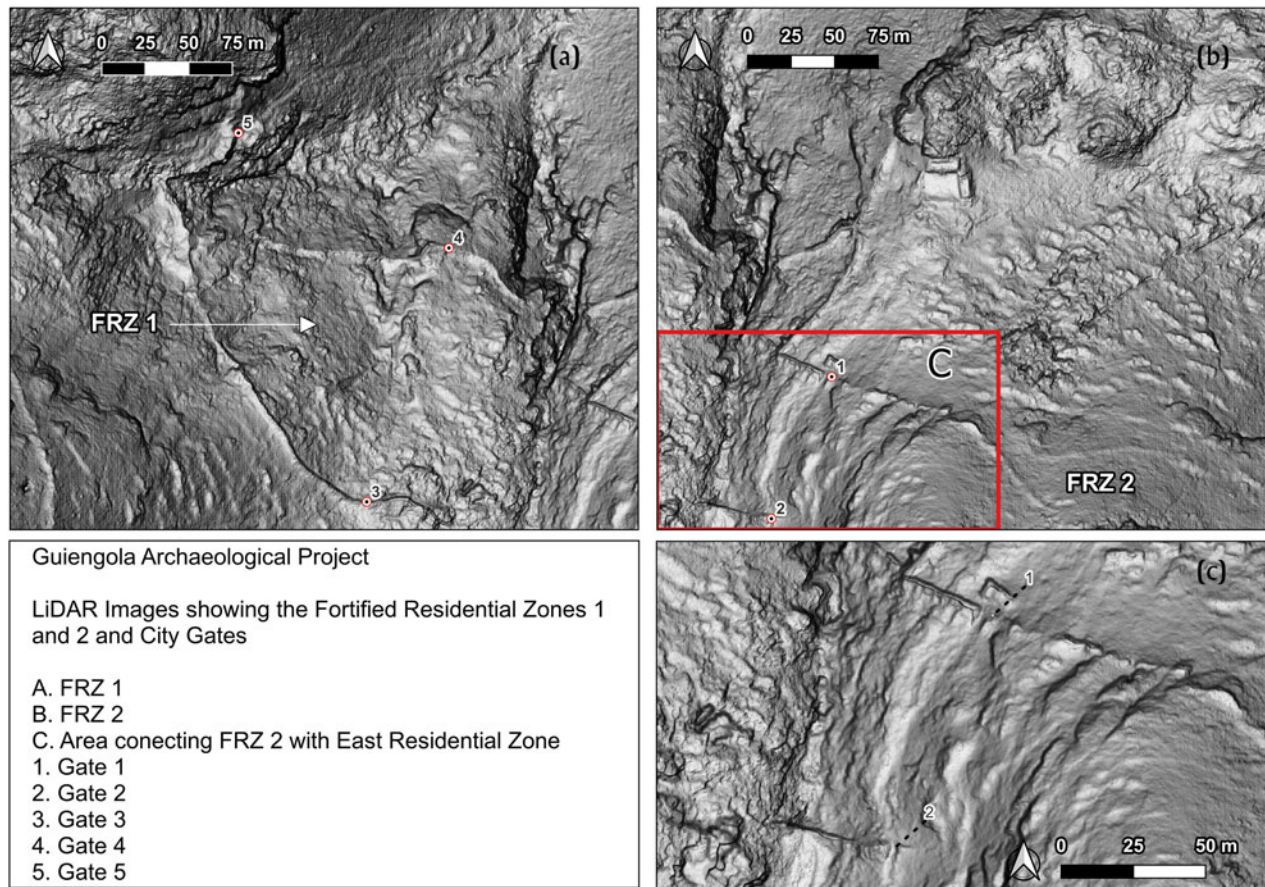 0 25 50 75 m
(a)
5
4
FRZ 1
3
0 25 50 75 m
(b)
1
C
FRZ 2
2
Guiengola Archaeological Project
LiDAR Images showing the Fortified Residential Zones 1
and 2 and City Gates
A. FRZ 1
B. FRZ 2
C. Area conecting FRZ 2 with East Residential Zone
1. Gate 1
2. Gate 2
3. Gate 3
4. Gate 4
5. Gate 5
(c)
1
2
0 25 50 m